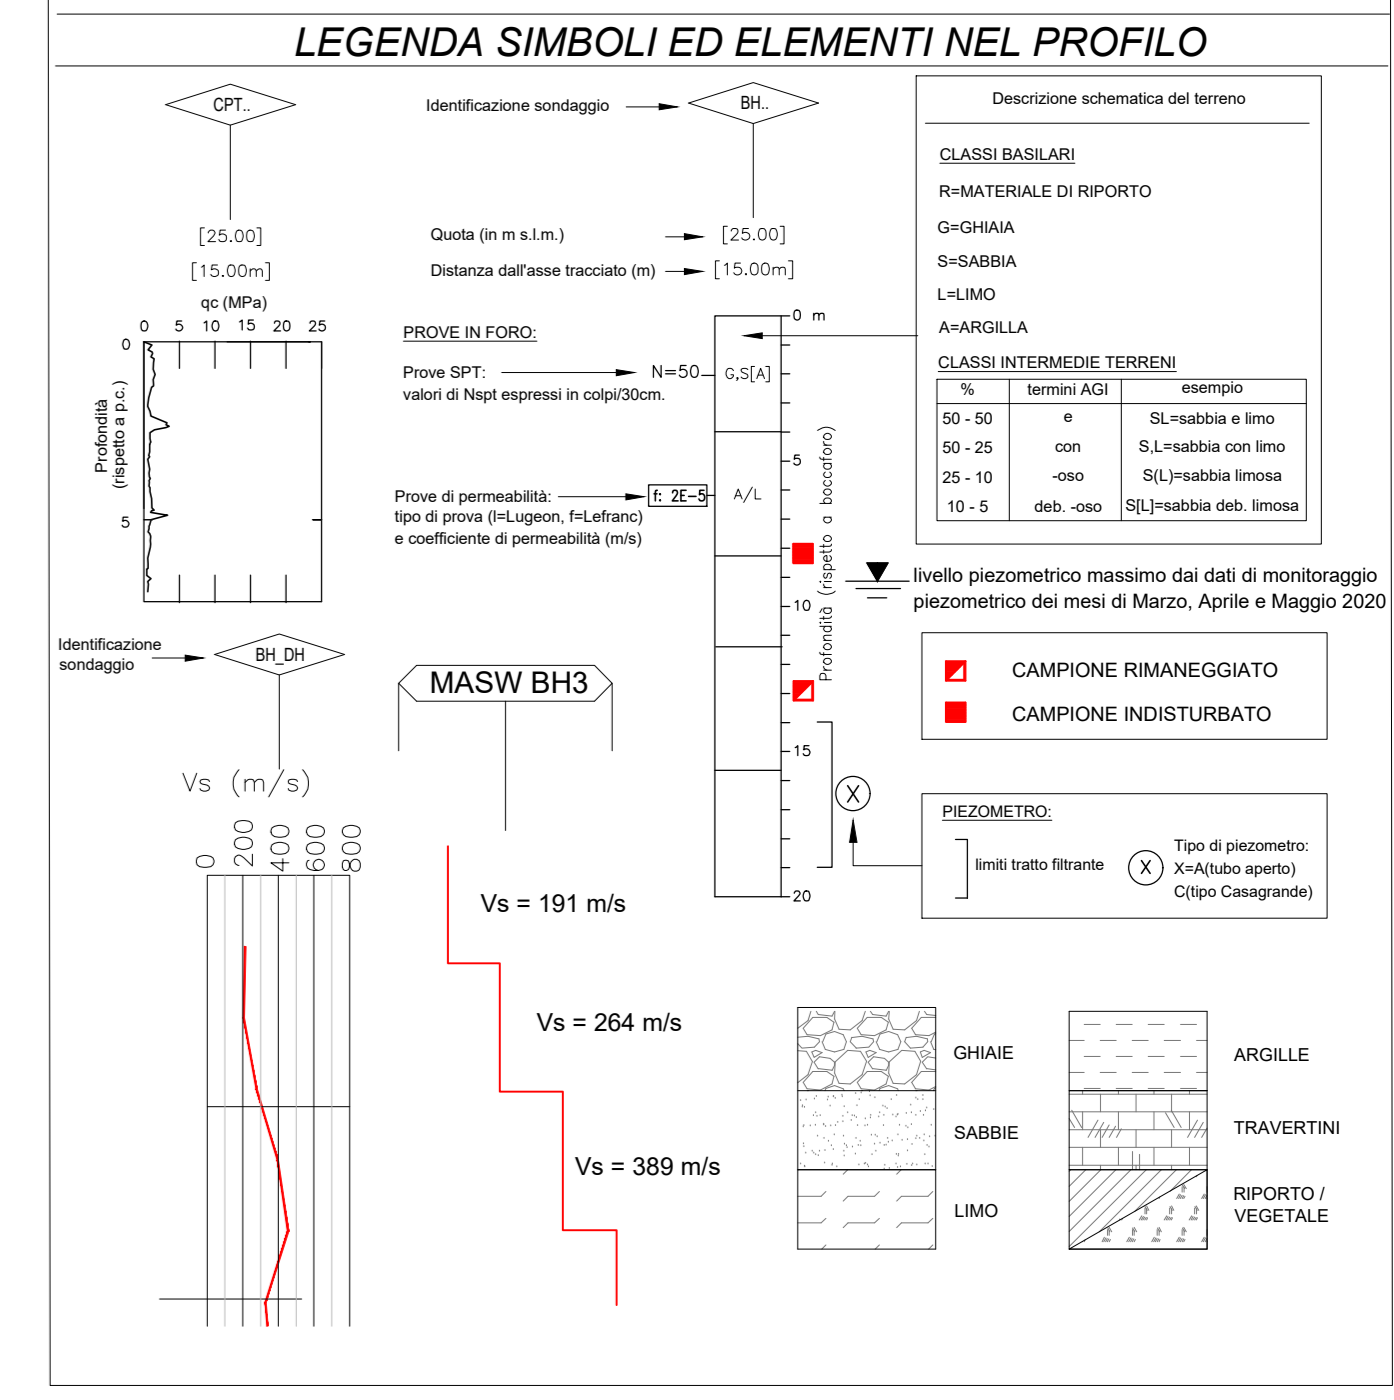 LEGENDA SIMBOLI ED ELEMENTI NEL PROFILO
CPT..
[25.00]
[15.00m]
qc (MPa)
0 5 10 15 20 25
0
5
Profondità
(rispetto a p.c.)
Identificazione sondaggio
BH..
Quota (in m s.l.m.)
[25.00]
Distanza dall'asse tracciato (m)
[15.00m]
PROVE IN FORO:
Prove SPT:
valori di Nspt espressi in colpi/30cm.
N=50
G,S[A]
Prove di permeabilità:
tipo di prova (l=Lugeon, f=Lefranc)
e coefficiente di permeabilità (m/s)
f: 2E-5
A/L
0 m
5
10
15
20
Profondità (rispetto a boccaforo)
Descrizione schematica del terreno
CLASSI BASILARI
R=MATERIALE DI RIPORTO
G=GHIAIA
S=SABBIA
L=LIMO
A=ARGILLA
CLASSI INTERMEDIE TERRENI
% termini AGI esempio
50 - 50 e SL=sabbia e limo
50 - 25 con S,L=sabbia con limo
25 - 10 -oso S(L)=sabbia limosa
10 - 5 deb. -oso S[L]=sabbia deb. limosa
livello piezometrico massimo dai dati di monitoraggio
piezometrico dei mesi di Marzo, Aprile e Maggio 2020
CAMPIONE RIMANEGGIATO
CAMPIONE INDISTURBATO
X
PIEZOMETRO:
limiti tratto filtrante
X
Tipo di piezometro:
X=A(tubo aperto)
C(tipo Casagrande)
Identificazione
sondaggio
BH_DH
Vs (m/s)
0 200 400 600 800
MASW BH3
Vs = 191 m/s
Vs = 264 m/s
Vs = 389 m/s
GHIAIE
SABBIE
LIMO
ARGILLE
TRAVERTINI
RIPORTO /
VEGETALE